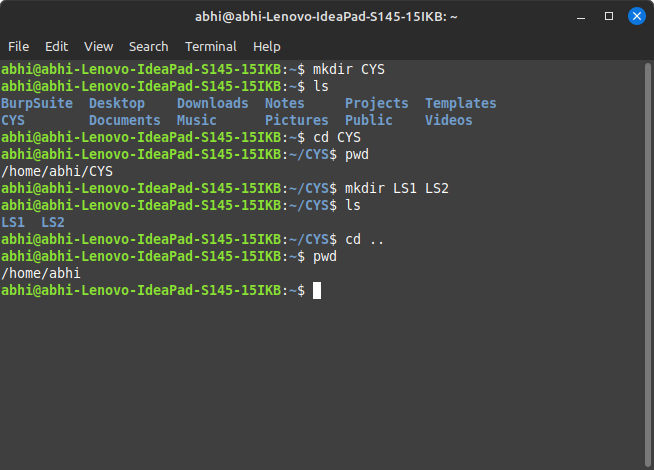 abhi@abhi-Lenovo-IdeaPad-S145-15IKB: ~
File Edit View Search Terminal Help
abhi@abhi-Lenovo-IdeaPad-S145-15IKB:~$ mkdir CYS
abhi@abhi-Lenovo-IdeaPad-S145-15IKB:~$ ls
BurpSuite  Desktop    Downloads  Notes     Projects  Templates
CYS        Documents  Music      Pictures  Public    Videos
abhi@abhi-Lenovo-IdeaPad-S145-15IKB:~$ cd CYS
abhi@abhi-Lenovo-IdeaPad-S145-15IKB:~/CYS$ pwd
/home/abhi/CYS
abhi@abhi-Lenovo-IdeaPad-S145-15IKB:~/CYS$ mkdir LS1 LS2
abhi@abhi-Lenovo-IdeaPad-S145-15IKB:~/CYS$ ls
LS1  LS2
abhi@abhi-Lenovo-IdeaPad-S145-15IKB:~/CYS$ cd ..
abhi@abhi-Lenovo-IdeaPad-S145-15IKB:~$ pwd
/home/abhi
abhi@abhi-Lenovo-IdeaPad-S145-15IKB:~$